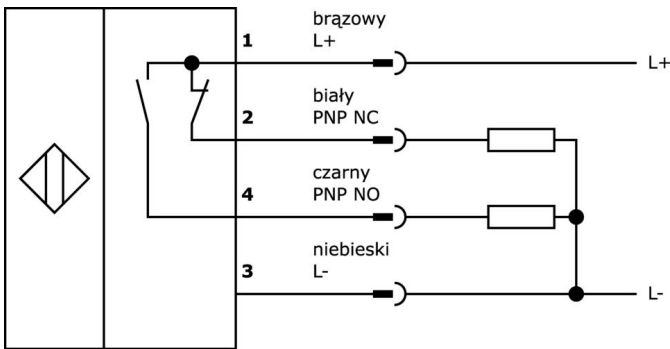 brązowy
1 L+
L+
biały
2 PNP NC
czarny
4 PNP NO
niebieski
3 L-
L-